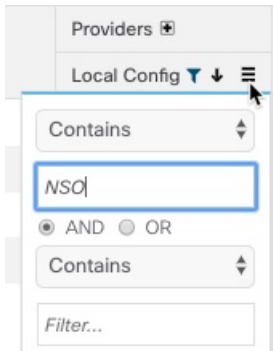 Providers
Local Config
Contains
NSO
AND OR
Contains
Filter...